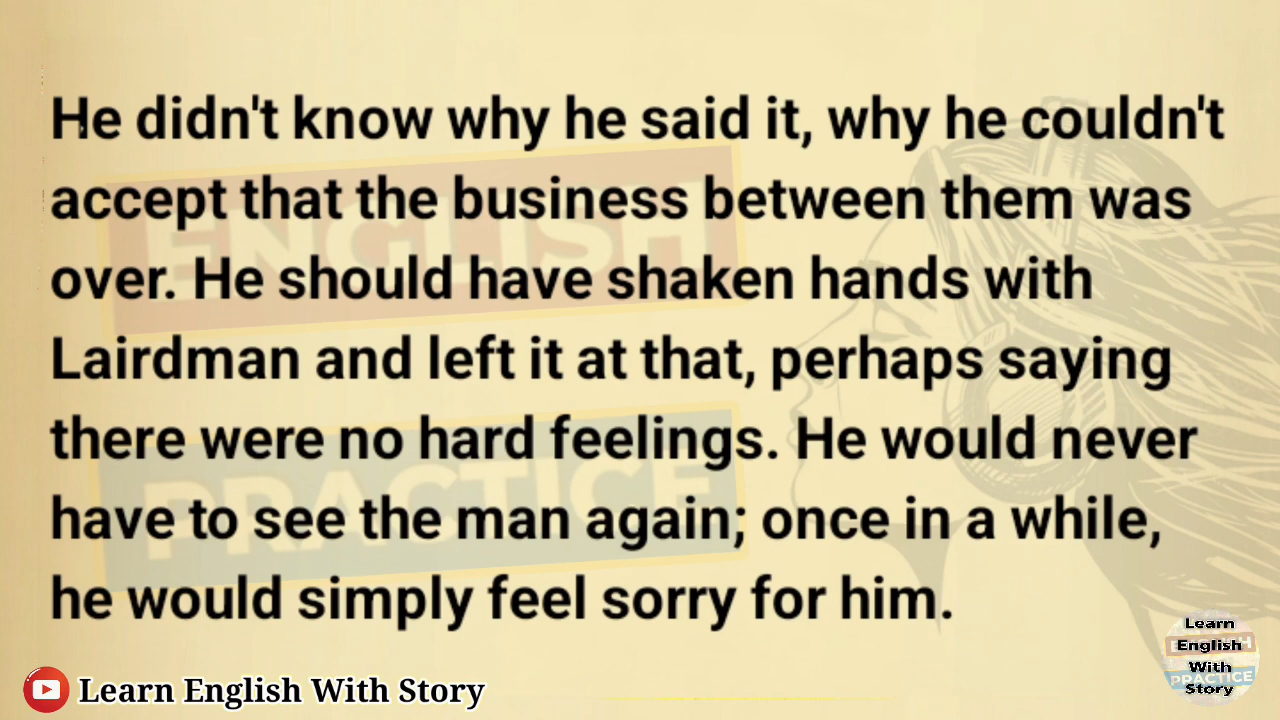 He didn't know why he said it, why he couldn't
accept that the business between them was
over. He should have shaken hands with
Lairdman and left it at that, perhaps saying
there were no hard feelings. He would never
have to see the man again; once in a while,
he would simply feel sorry for him.
ENGLISH
PRACTICE
Learn English With Story
Learn
English
With
PRACTICE
Story